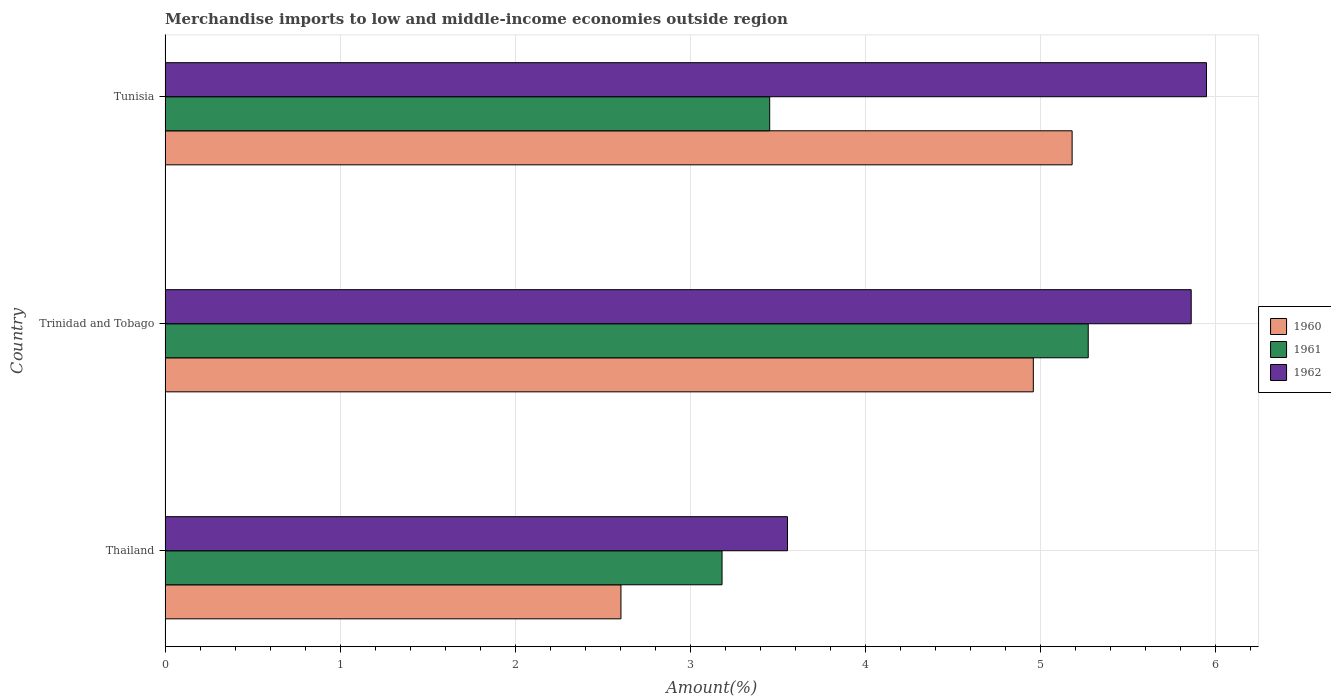 Merchandise imports to low and middle-income economies outside region
Tunisia
Trinidad and Tobago
Thailand
Country
0
1
2
3
4
5
6
Amount(%)
1960
1961
1962